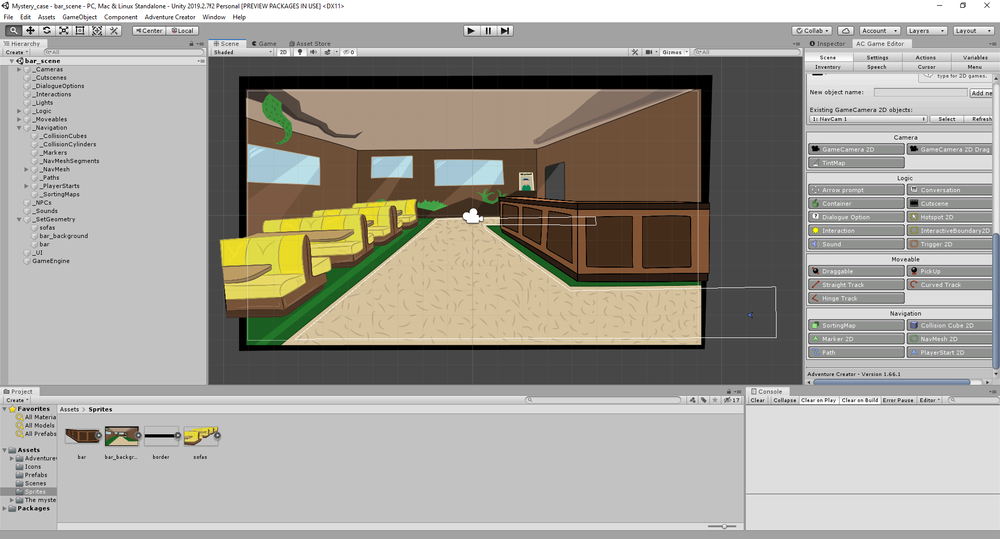 Mystery_case - bar_scene - PC, Mac & Linux Standalone - Unity 2019.2.7f2 Personal [PREVIEW PACKAGES IN USE] <DX11>
File Edit Assets GameObject Component Adventure Creator Window Help
Center Local Collab Account Layers Layout
Hierarchy
Create All
bar_scene
_Cameras
_Cutscenes
_DialogueOptions
_Interactions
_Lights
_Logic
_Moveables
_Navigation
_CollisionCubes
_CollisionCylinders
_Markers
_NavMeshSegments
_NavMesh
_Paths
_PlayerStarts
_SortingMaps
_NPCs
_Sounds
_SetGeometry
sofas
bar_background
bar
_UI
GameEngine
Scene Game Asset Store
Shaded 2D 0 Gizmos All
Wanted
Inspector AC Game Editor
Scene Settings Actions Variables
Inventory Speech Cursor Menu
type for 2D games.
New object name: Add ne
Existing GameCamera 2D objects:
1: NavCam 1 Select Refresh
Camera
GameCamera 2D GameCamera 2D Drag
TintMap
Logic
Arrow prompt Conversation
Container Cutscene
Dialogue Option Hotspot 2D
Interaction InteractiveBoundary2D
Sound Trigger 2D
Moveable
Draggable PickUp
Straight Track Curved Track
Hinge Track
Navigation
SortingMap Collision Cube 2D
Marker 2D NavMesh 2D
Path PlayerStart 2D
Adventure Creator - Version 1.66.1
Project
Create 17
Favorites
All Materia
All Models
All Prefabs
Assets
Adventure
Icons
Prefabs
Scenes
Sprites
The myste
Packages
Assets > Sprites
bar bar_backgr... border sofas
Console
Clear Collapse Clear on Play Clear on Build Error Pause Editor